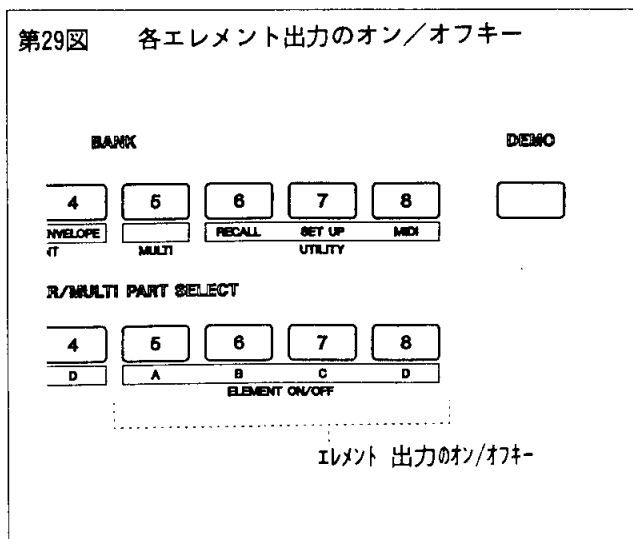 第29図 各エレメント出力のオン／オフキー
BANK DEMO
4 5 6 7 8
NVELOPE RECALL SET UP MIDI
NT MULTI UTILITY
R/MULTI PART SELECT
4 5 6 7 8
D A B C D
ELEMENT ON/OFF
エレメント 出力のオン/オフキー